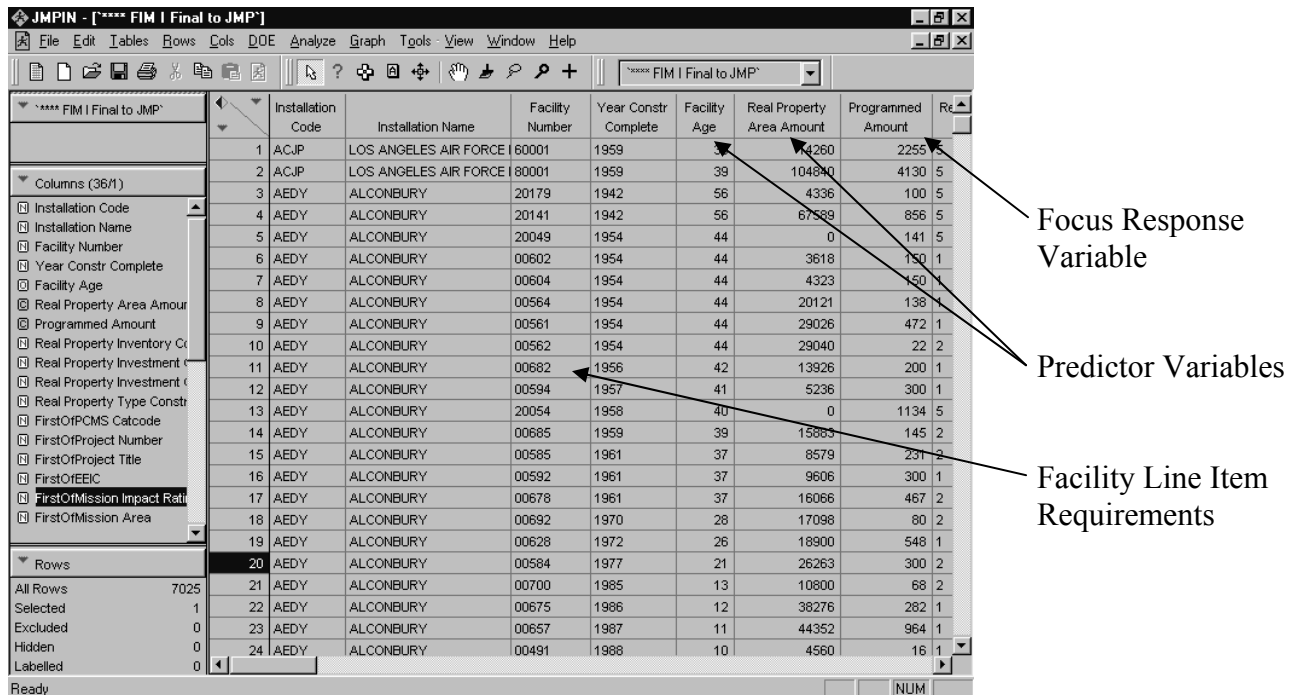 JMPIN - [`**** FIM I Final to JMP`]
File Edit Tables Rows Cols DOE Analyze Graph Tools View Window Help
`**** FIM I Final to JMP`
`**** FIM I Final to JMP`
Columns (36/1)
Installation Code
Installation Name
Facility Number
Year Constr Complete
Facility Age
Real Property Area Amour
Programmed Amount
Real Property Inventory Co
Real Property Investment
Real Property Investment
Real Property Type Constr
FirstOfPCMS Catcode
FirstOfProject Number
FirstOfProject Title
FirstOfEEIC
FirstOfMission Impact Rati
FirstOfMission Area
Rows
All Rows 7025
Selected 1
Excluded 0
Hidden 0
Labelled 0
Installation Code Installation Name Facility Number Year Constr Complete Facility Age Real Property Area Amount Programmed Amount Re
1 ACJP LOS ANGELES AIR FORCE 60001 1959 14260 2255 5
2 ACJP LOS ANGELES AIR FORCE 80001 1959 39 104840 4130 5
3 AEDY ALCONBURY 20179 1942 56 4336 100 5
4 AEDY ALCONBURY 20141 1942 56 67589 856 5
5 AEDY ALCONBURY 20049 1954 44 0 141 5
6 AEDY ALCONBURY 00602 1954 44 3618 150 1
7 AEDY ALCONBURY 00604 1954 44 4323 150 1
8 AEDY ALCONBURY 00564 1954 44 20121 138 1
9 AEDY ALCONBURY 00561 1954 44 29026 472 1
10 AEDY ALCONBURY 00562 1954 44 29040 22 2
11 AEDY ALCONBURY 00682 1956 42 13926 200 1
12 AEDY ALCONBURY 00594 1957 41 5236 300 1
13 AEDY ALCONBURY 20054 1958 40 0 1134 5
14 AEDY ALCONBURY 00685 1959 39 15883 145 2
15 AEDY ALCONBURY 00585 1961 37 8579 231 2
16 AEDY ALCONBURY 00592 1961 37 9606 300 1
17 AEDY ALCONBURY 00678 1961 37 16066 467 2
18 AEDY ALCONBURY 00692 1970 28 17098 80 2
19 AEDY ALCONBURY 00628 1972 26 18900 548 1
20 AEDY ALCONBURY 00584 1977 21 26263 300 2
21 AEDY ALCONBURY 00700 1985 13 10800 68 2
22 AEDY ALCONBURY 00675 1986 12 38276 282 1
23 AEDY ALCONBURY 00657 1987 11 44352 964 1
24 AEDY ALCONBURY 00491 1988 10 4560 16 1
Ready NUM
Focus Response
Variable
Predictor Variables
Facility Line Item
Requirements